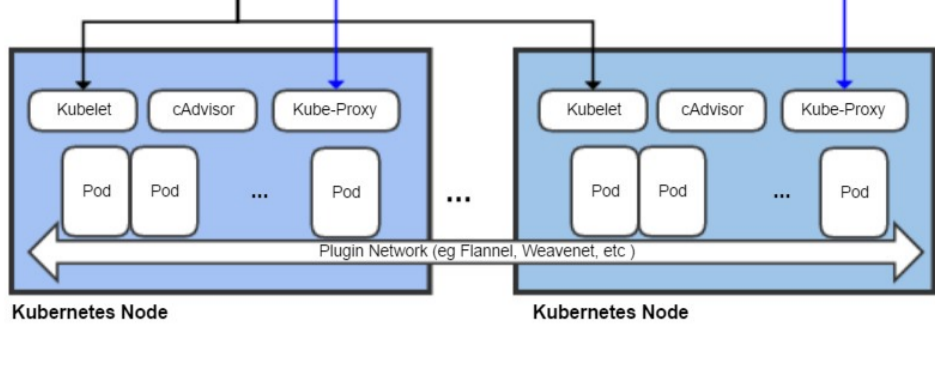 Kubelet cAdvisor Kube-Proxy Kubelet cAdvisor Kube-Proxy
Pod Pod ... Pod ... Pod Pod ... Pod
Plugin Network (eg Flannel, Weavenet, etc )
Kubernetes Node Kubernetes Node